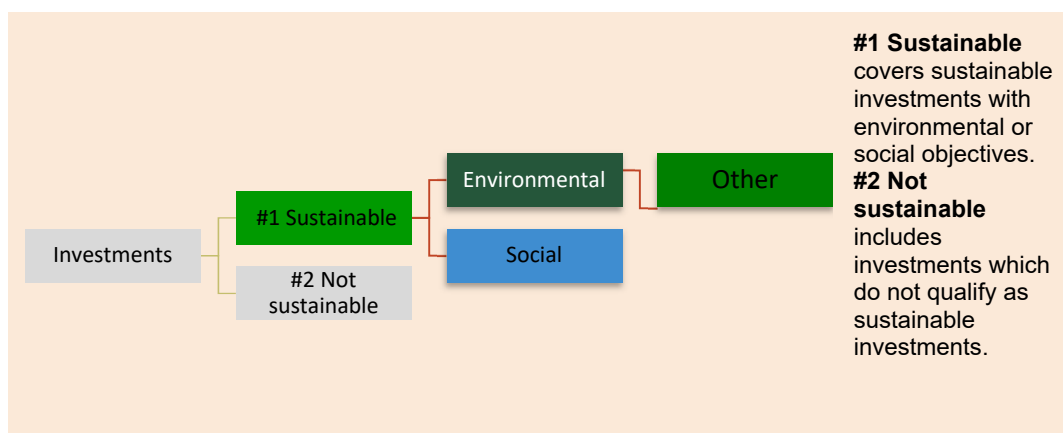 Investments
#1 Sustainable
#2 Not
sustainable
Environmental
Social
Other
#1 Sustainable
covers sustainable
investments with
environmental or
social objectives.
#2 Not
sustainable
includes
investments which
do not qualify as
sustainable
investments.